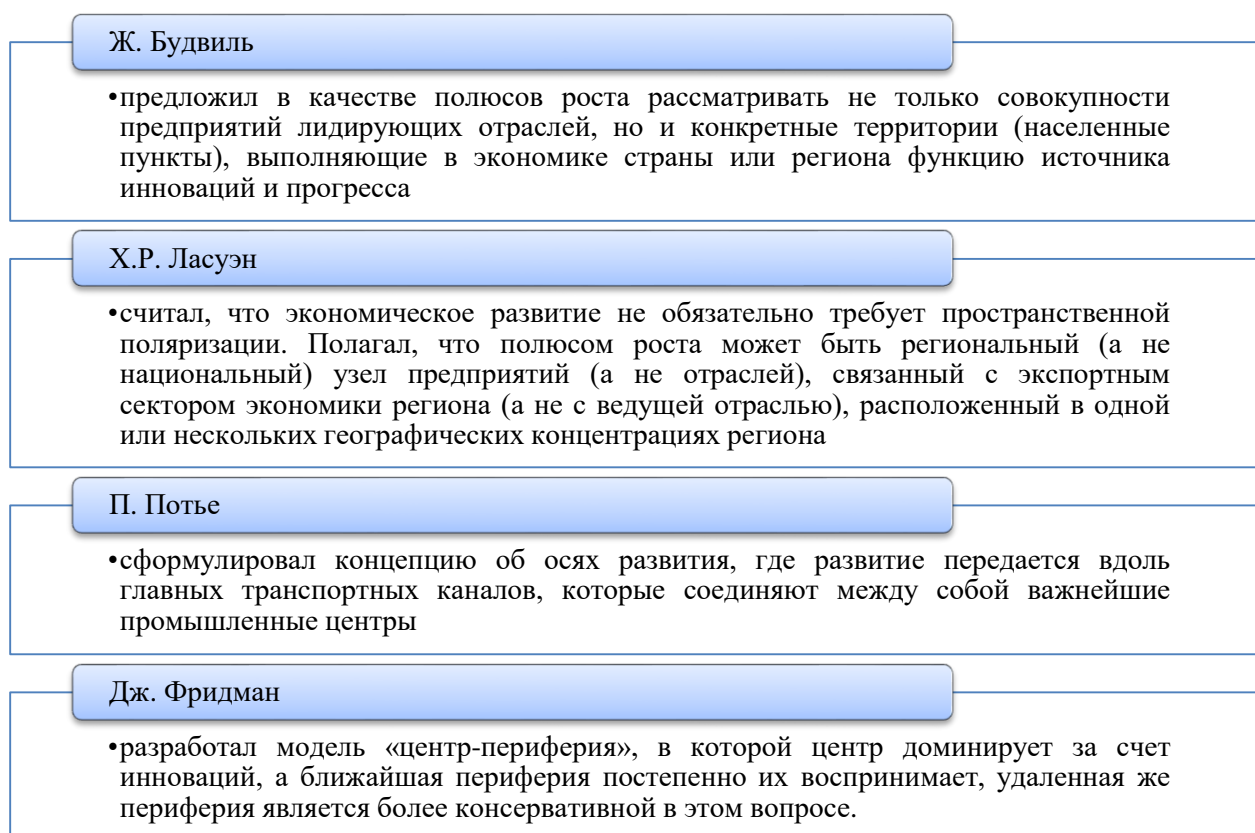 Ж. Будвиль
•предложил в качестве полюсов роста рассматривать не только совокупности
предприятий лидирующих отраслей, но и конкретные территории (населенные
пункты), выполняющие в экономике страны или региона функцию источника
инноваций и прогресса
Х.Р. Ласуэн
•считал, что экономическое развитие не обязательно требует пространственной
поляризации. Полагал, что полюсом роста может быть региональный (а не
национальный) узел предприятий (а не отраслей), связанный с экспортным
сектором экономики региона (а не с ведущей отраслью), расположенный в одной
или нескольких географических концентрациях региона
П. Потье
•сформулировал концепцию об осях развития, где развитие передается вдоль
главных транспортных каналов, которые соединяют между собой важнейшие
промышленные центры
Дж. Фридман
•разработал модель «центр-периферия», в которой центр доминирует за счет
инноваций, а ближайшая периферия постепенно их воспринимает, удаленная же
периферия является более консервативной в этом вопросе.